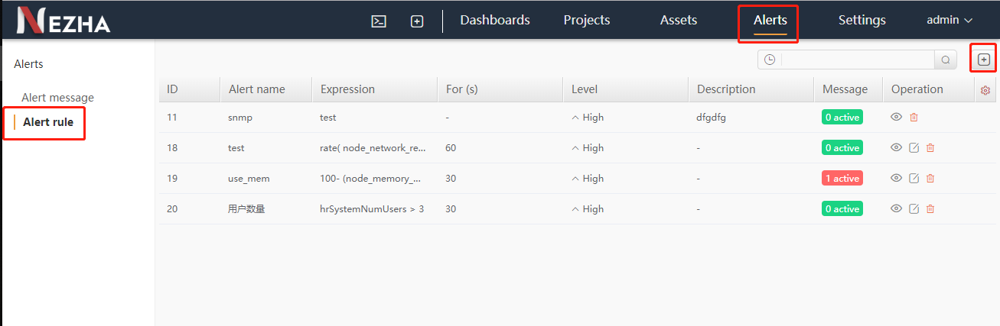 NEZHA Dashboards Projects Assets Alerts Settings admin
Alerts
Alert message
Alert rule
ID Alert name Expression For (s) Level Description Message Operation
11 snmp test - High dfgdfg 0 active
18 test rate( node_network_re... 60 High - 0 active
19 use_mem 100- (node_memory_... 30 High - 1 active
20 用户数量 hrSystemNumUsers > 3 30 High - 0 active